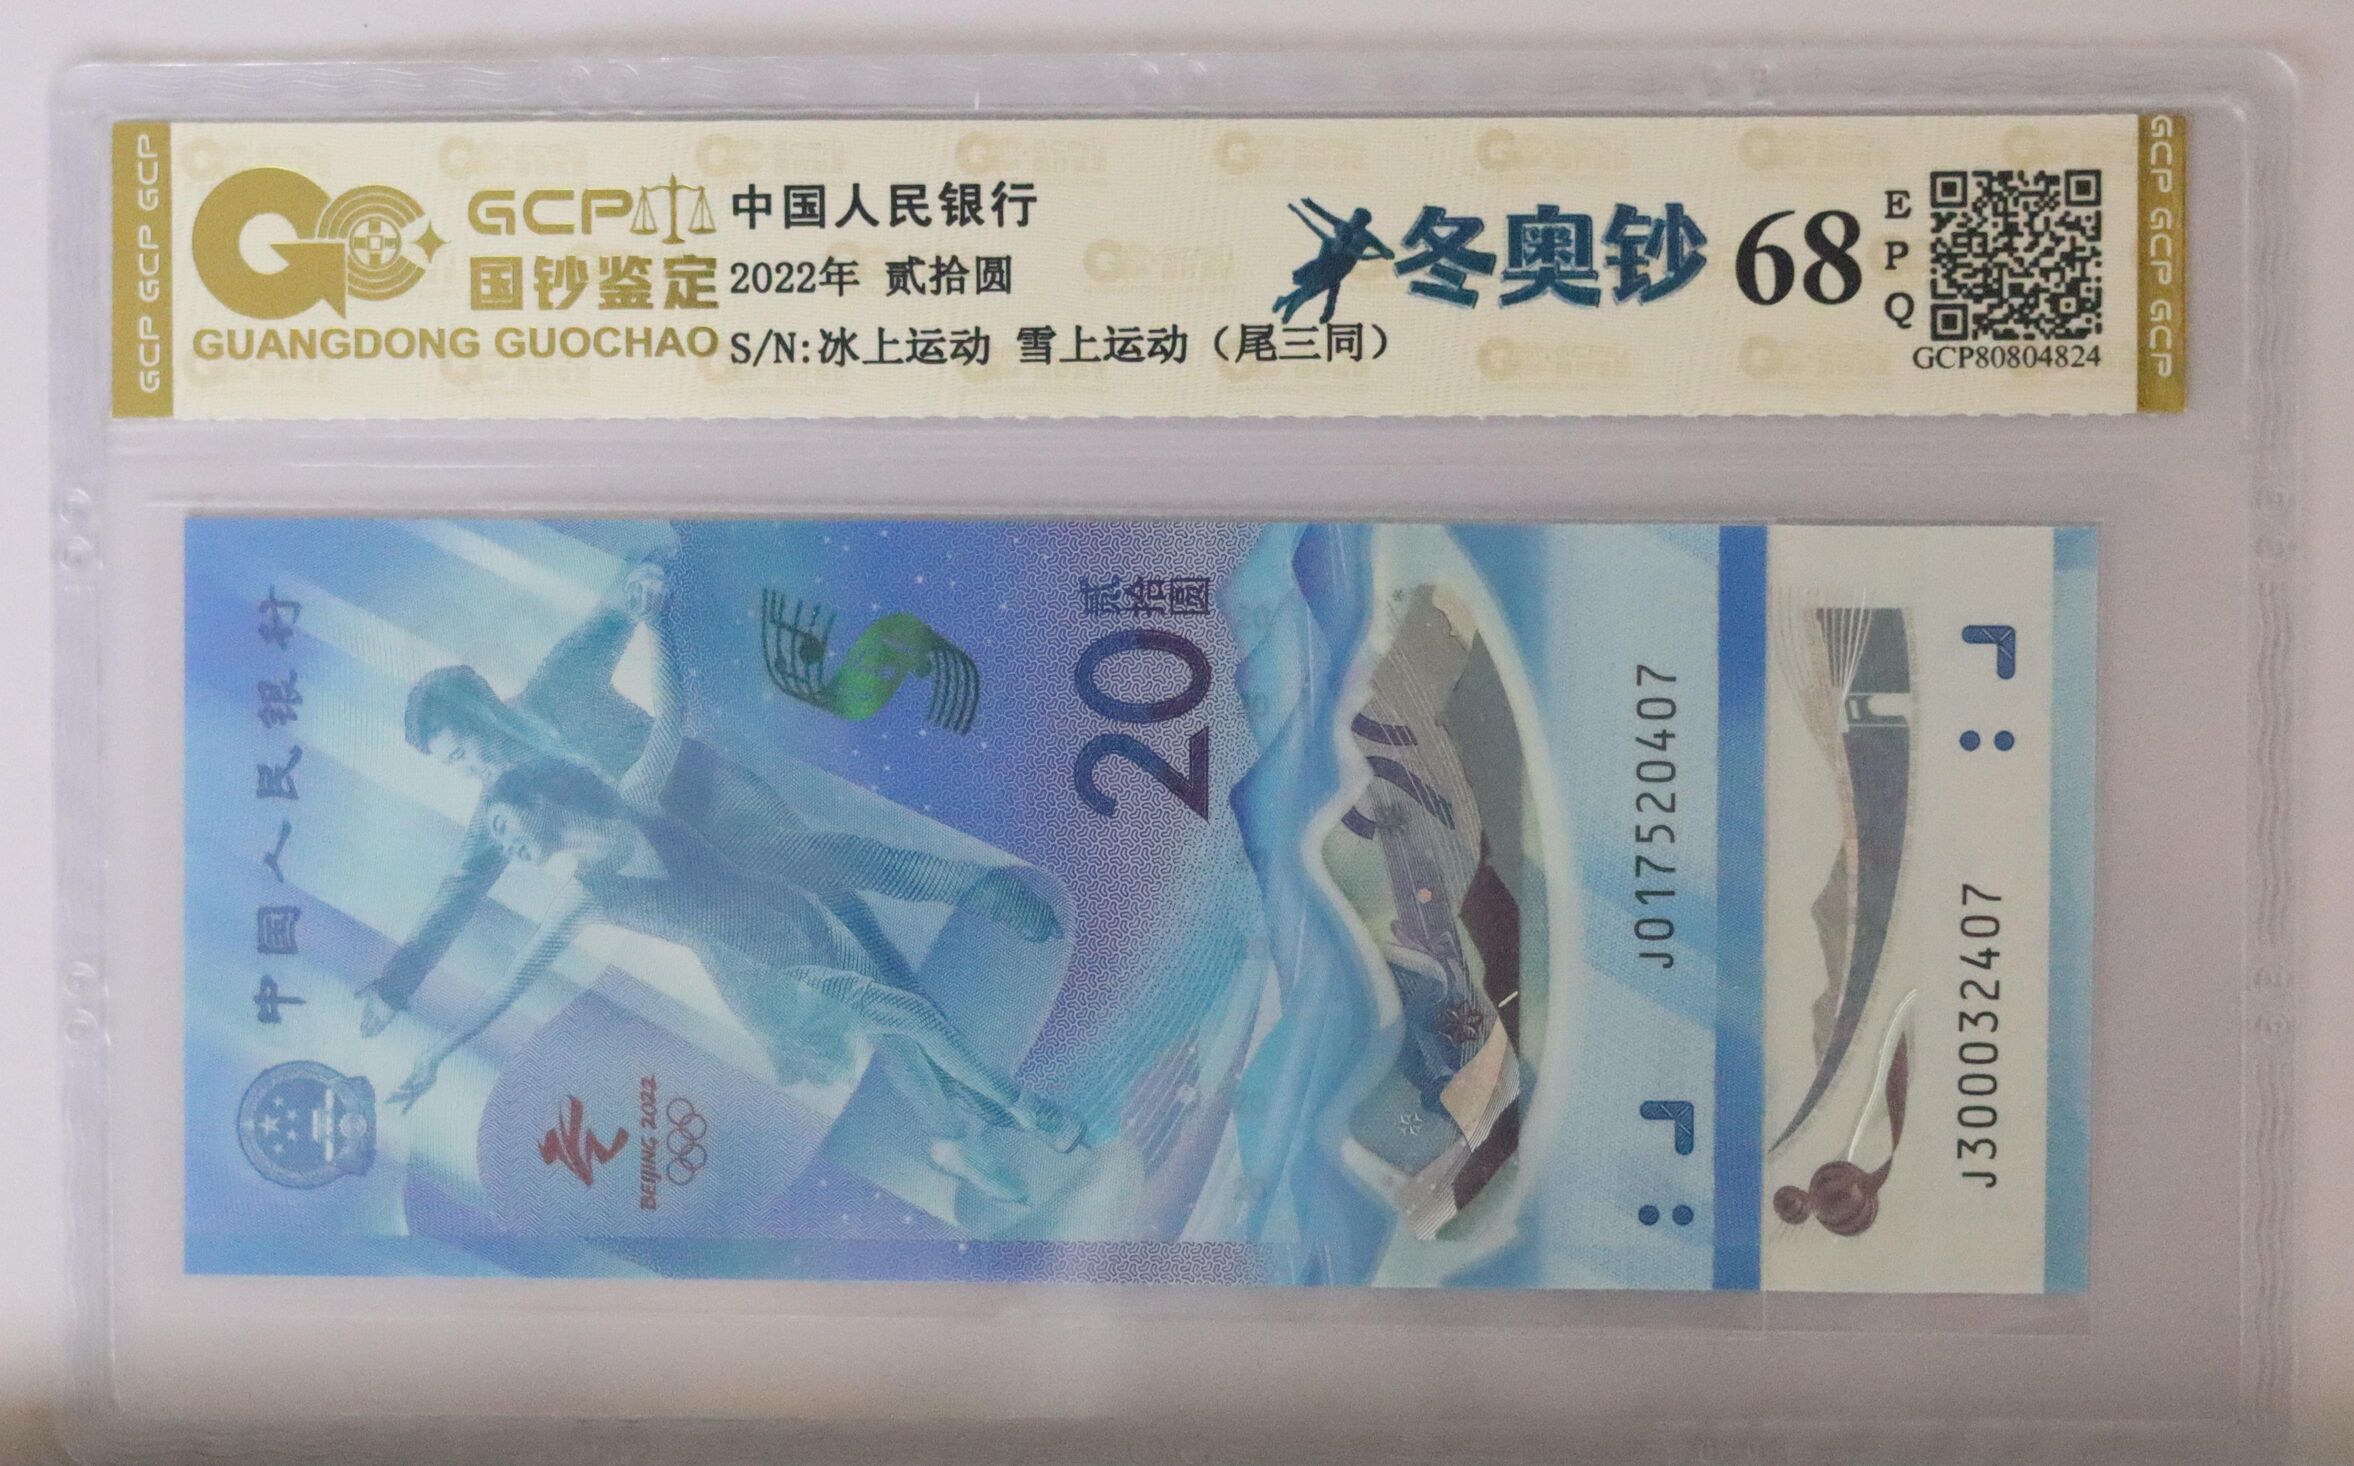 GCP GCP GCP
GCP
国钞鉴定
GUANGDONG GUOCHAO
中国人民银行
2022年 贰拾圆
S/N:冰上运动 雪上运动（尾三同）
冬奥钞
68
EPQ
GCP80804824
GCP GCP GCP
中国人民银行
BEIJING 2022
贰拾圆
20
J017520407
J300032407